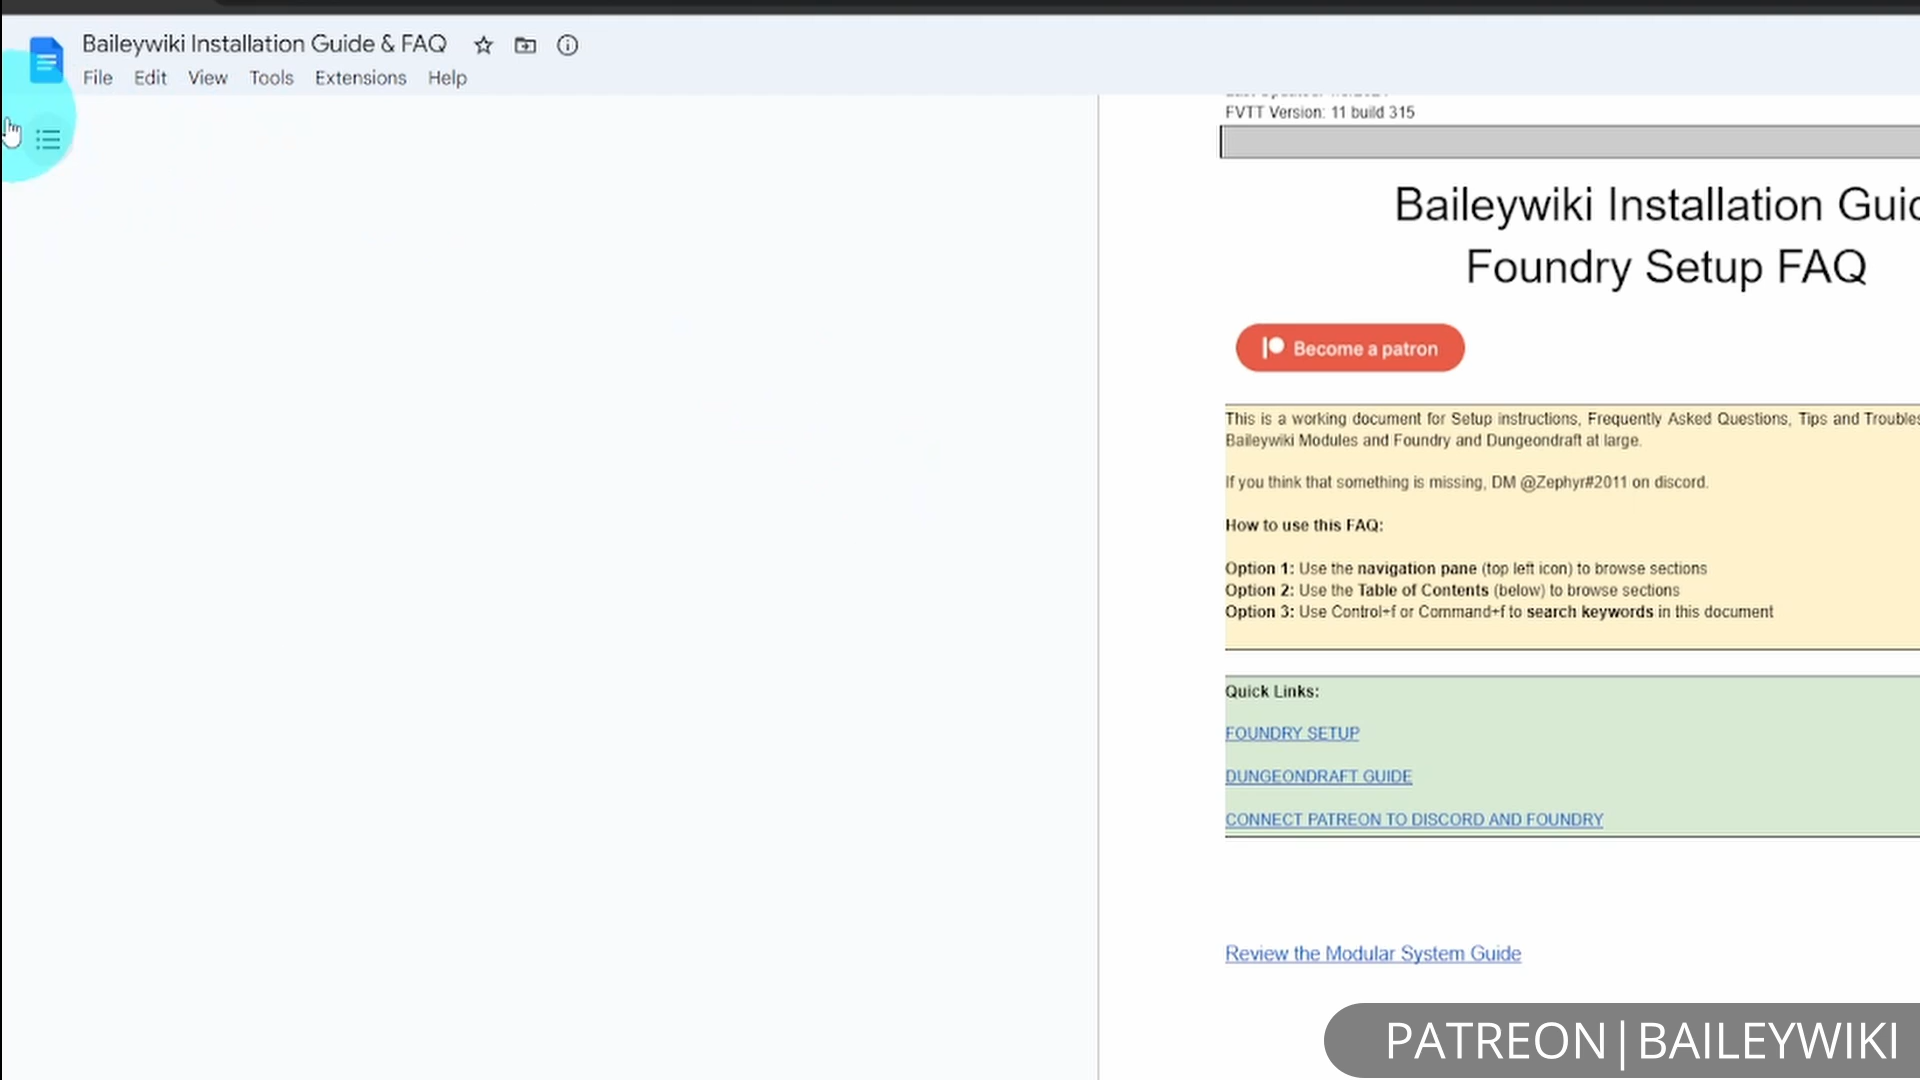 Baileywiki Installation Guide & FAQ
File Edit View Tools Extensions Help
FVTT Version: 11 build 315
Baileywiki Installation
Foundry Setup FAQ
Become a patron
This is a working document for Setup instructions, Frequently Asked Questions, Tips and
Baileywiki Modules and Foundry and Dungeondraft at large.
If you think that something is missing, DM @Zephyr#2011 on discord.
How to use this FAQ:
Option 1: Use the navigation pane (top left icon) to browse sections
Option 2: Use the Table of Contents (below) to browse sections
Option 3: Use Control+f or Command+f to search keywords in this document
Quick Links:
FOUNDRY SETUP
DUNGEONDRAFT GUIDE
CONNECT PATREON TO DISCORD AND FOUNDRY
Review the Modular System Guide
PATREON|BAILEYWIKI